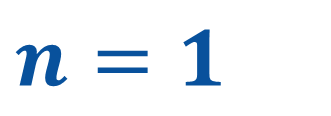 n = 1